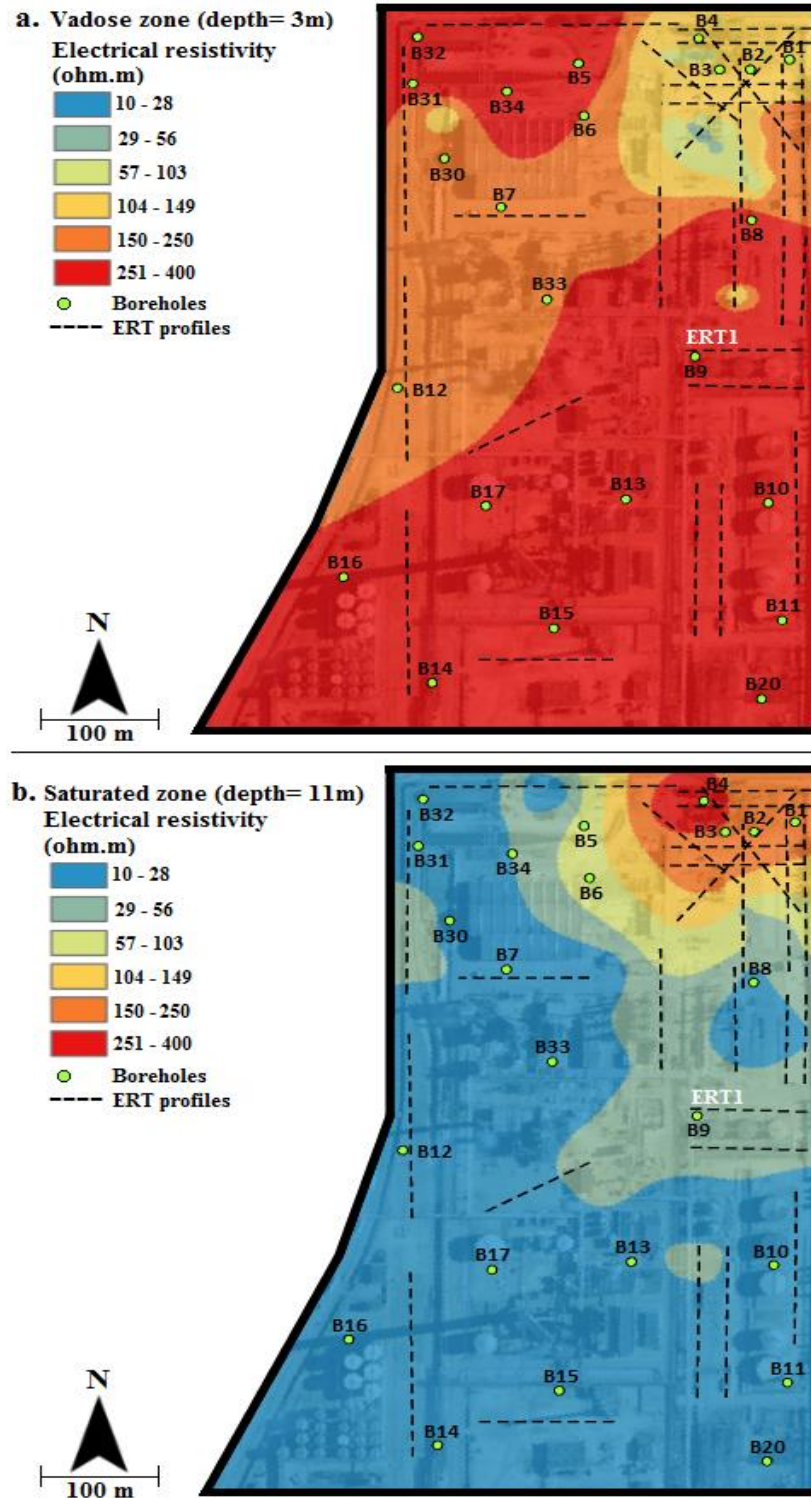 a. Vadose zone (depth= 3m)
Electrical resistivity
(ohm.m)
10 - 28
29 - 56
57 - 103
104 - 149
150 - 250
251 - 400
Boreholes
ERT profiles
N
100 m
B4
B32
B1
B5
B3
B2
B31
B34
B6
B30
B7
B8
B33
ERT1
B9
B12
B17
B13
B10
B16
B11
B15
B14
B20
b. Saturated zone (depth= 11m)
Electrical resistivity
(ohm.m)
10 - 28
29 - 56
57 - 103
104 - 149
150 - 250
251 - 400
Boreholes
ERT profiles
N
100 m
B4
B32
B1
B5
B3
B2
B31
B34
B6
B30
B7
B8
B33
ERT1
B9
B12
B17
B13
B10
B16
B11
B15
B14
B20